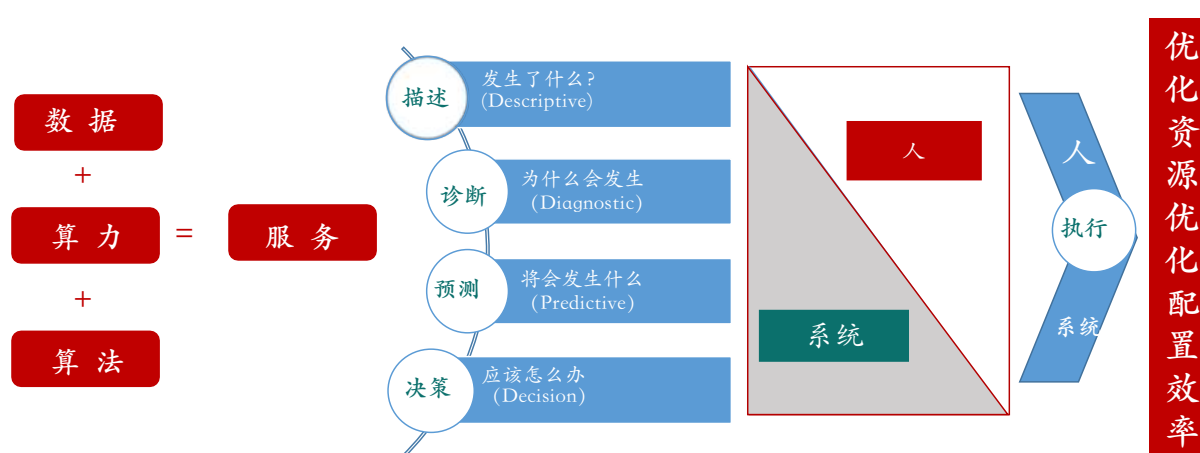 数 据
+
算 力
=
服 务
+
算 法
描述
发生了什么?
(Descriptive)
诊断
为什么会发生
(Diagnostic)
预测
将会发生什么
(Predictive)
决策
应该怎么办
(Decision)
人
系统
人
执行
系统
优化资源优化配置效率